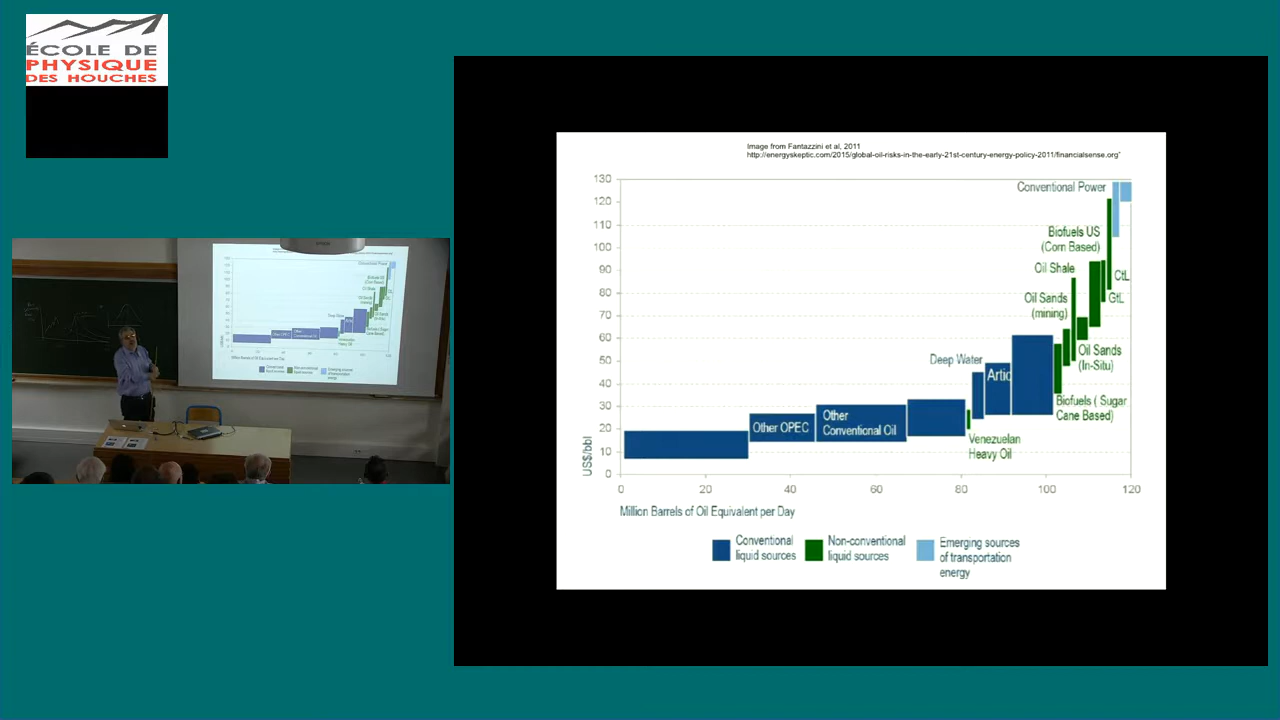 ÉCOLE DE
PHYSIQUE
DES HOUCHES
Image from Fantazzini et al, 2011
http://energyskeptic.com/2015/global-oil-risks-in-the-early-21st-century-energy-policy-2011/financialsense.org"
130
120
110
100
90
80
70
60
50
40
30
20
10
0
US$/bbl
Conventional Power
Biofuels US
(Corn Based)
Oil Shale
CtL
Oil Sands
(mining)
GtL
Deep Water
Oil Sands
(In-Situ)
Artic
Biofuels ( Sugar
Cane Based)
Other OPEC
Other
Conventional Oil
Venezuelan
Heavy Oil
0 20 40 60 80 100 120
Million Barrels of Oil Equivalent per Day
Conventional
liquid sources
Non-conventional
liquid sources
Emerging sources
of transportation
energy